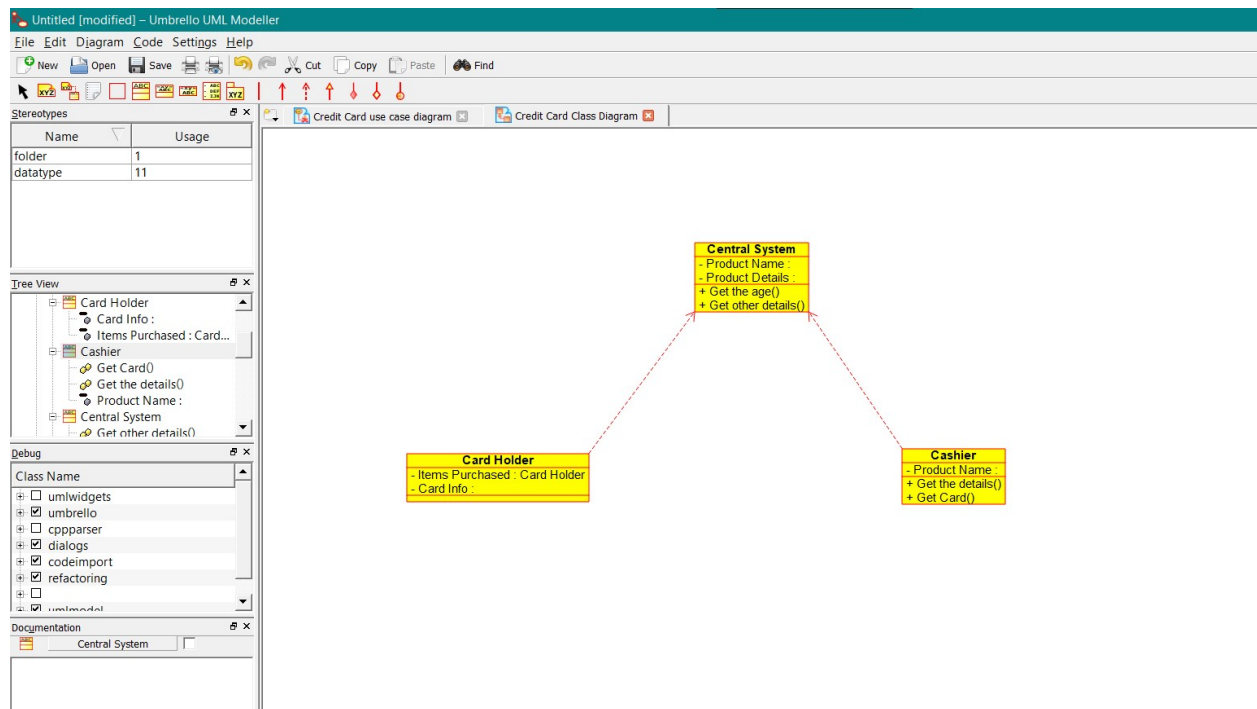 Untitled [modified] – Umbrello UML Modeller
File Edit Diagram Code Settings Help
New Open Save Cut Copy Paste Find
Stereotypes
Name Usage
folder 1
datatype 11
Tree View
Card Holder
Card Info :
Items Purchased : Card...
Cashier
Get Card()
Get the details()
Product Name :
Central System
Get other details()
Debug
Class Name
umlwidgets
umbrello
cppparser
dialogs
codeimport
refactoring
umlmodel
Documentation
Central System
Credit Card use case diagram Credit Card Class Diagram
Central System
- Product Name :
- Product Details :
+ Get the age()
+ Get other details()
Card Holder
- Items Purchased : Card Holder
- Card Info :
Cashier
- Product Name :
+ Get the details()
+ Get Card()